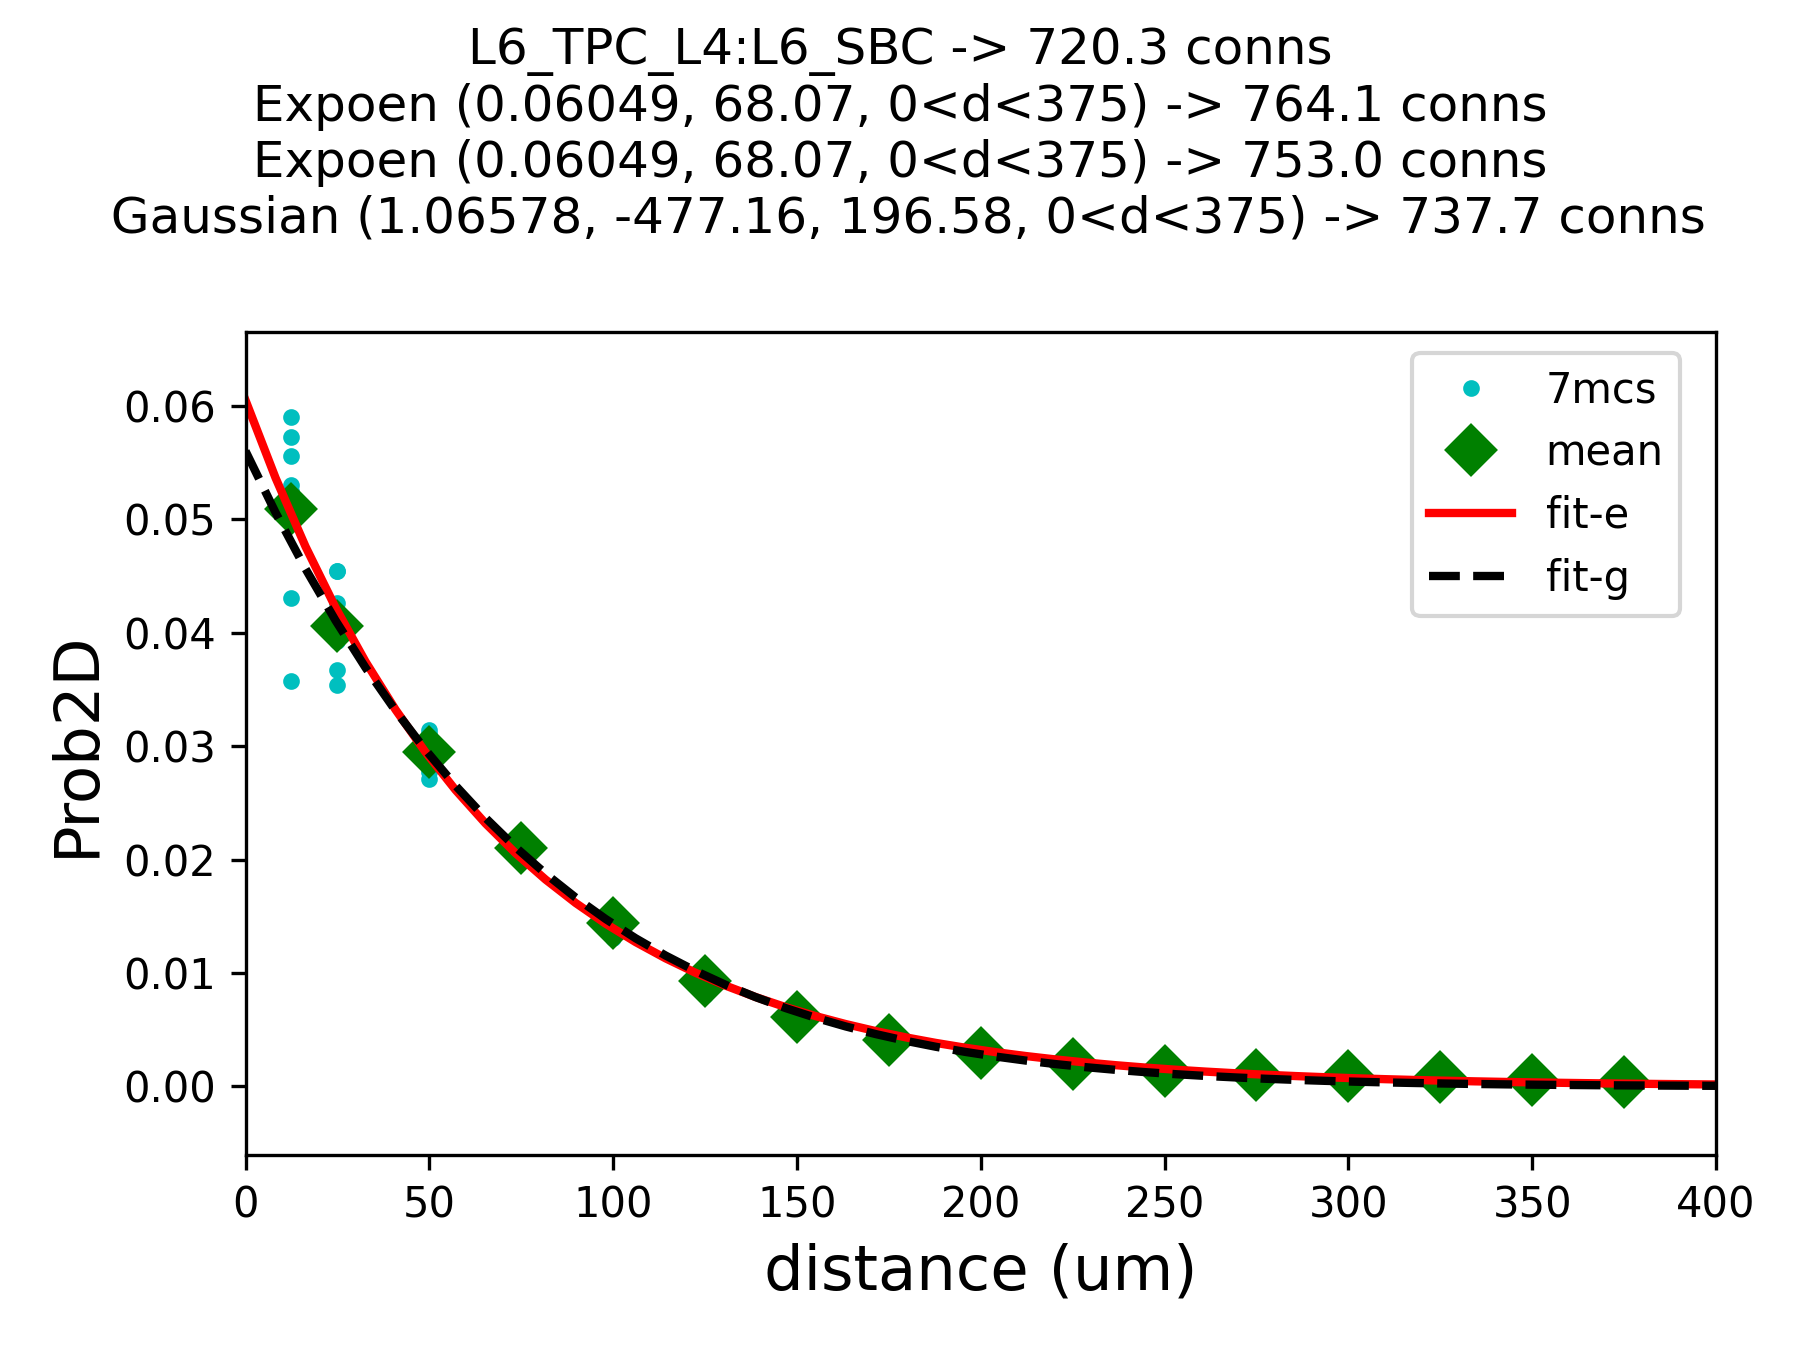 L6_TPC_L4:L6_SBC -> 720.3 conns
Expoen (0.06049, 68.07, 0<d<375) -> 764.1 conns
Expoen (0.06049, 68.07, 0<d<375) -> 753.0 conns
Gaussian (1.06578, -477.16, 196.58, 0<d<375) -> 737.7 conns
7mcs
mean
fit-e
fit-g
Prob2D
0.06
0.05
0.04
0.03
0.02
0.01
0.00
0 50 100 150 200 250 300 350 400
distance (um)